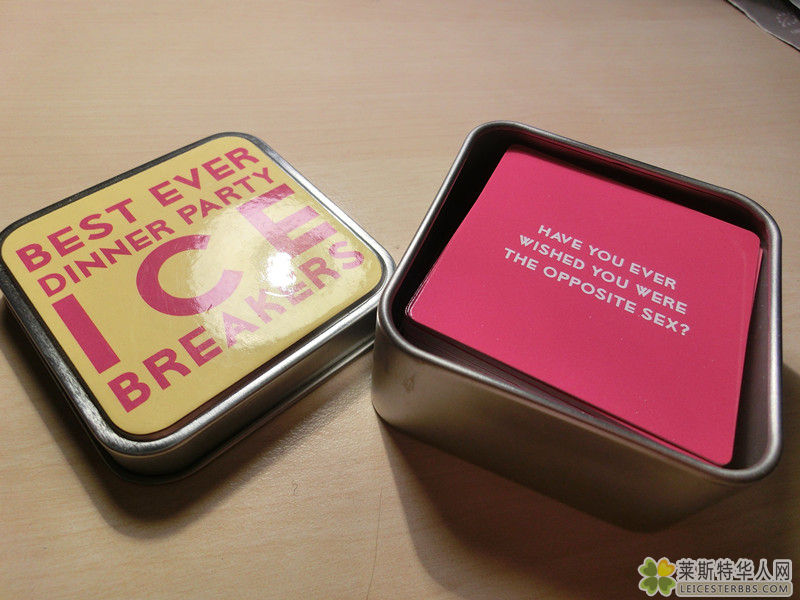 BEST EVER
DINNER PARTY
ICE
BREAKERS
HAVE YOU EVER
WISHED YOU WERE
THE OPPOSITE SEX?
莱斯特华人网
LEICESTERBBS.COM